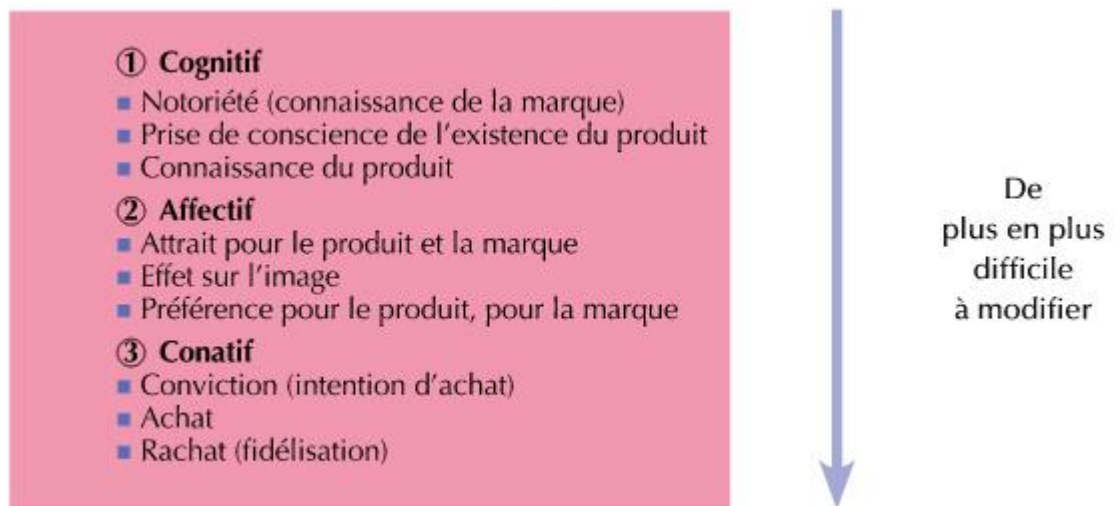 ① Cognitif
■ Notoriété (connaissance de la marque)
■ Prise de conscience de l'existence du produit
■ Connaissance du produit
② Affectif
■ Attrait pour le produit et la marque
■ Effet sur l'image
■ Préférence pour le produit, pour la marque
③ Conatif
■ Conviction (intention d'achat)
■ Achat
■ Rachat (fidélisation)
De
plus en plus
difficile
à modifier